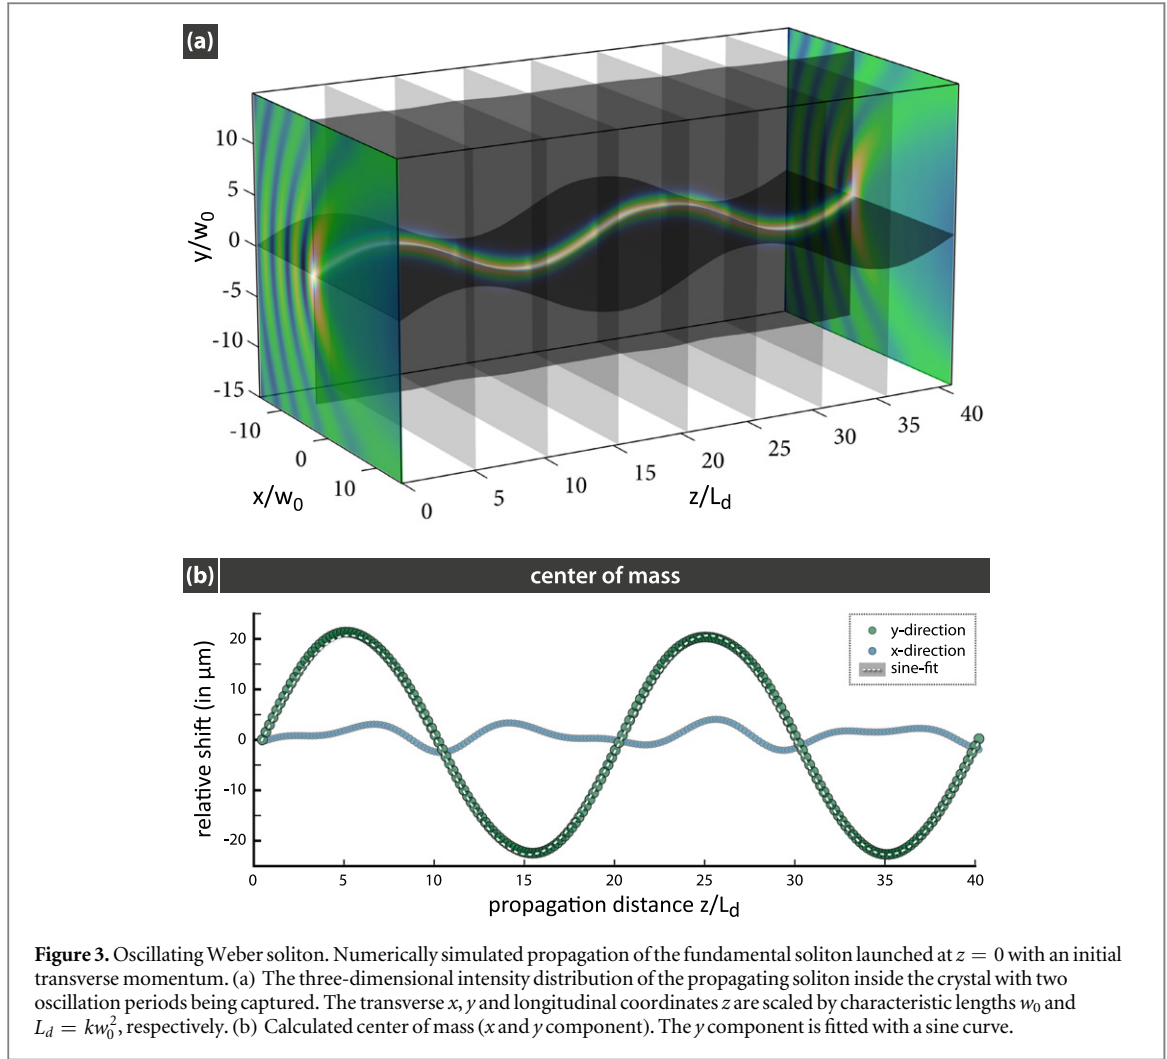 (a)
10
5
0
-5
-10
-15
y/w0
-10
0
10
x/w0
0
5
10
15
20
25
30
35
40
z/Ld
(b) center of mass
20
10
0
-10
-20
relative shift (in μm)
y-direction
x-direction
sine-fit
0 5 10 15 20 25 30 35 40
propagation distance z/Ld
Figure 3. Oscillating Weber soliton. Numerically simulated propagation of the fundamental soliton launched at z = 0 with an initial
transverse momentum. (a) The three-dimensional intensity distribution of the propagating soliton inside the crystal with two
oscillation periods being captured. The transverse x, y and longitudinal coordinates z are scaled by characteristic lengths w0 and
Ld = kw0², respectively. (b) Calculated center of mass (x and y component). The y component is fitted with a sine curve.